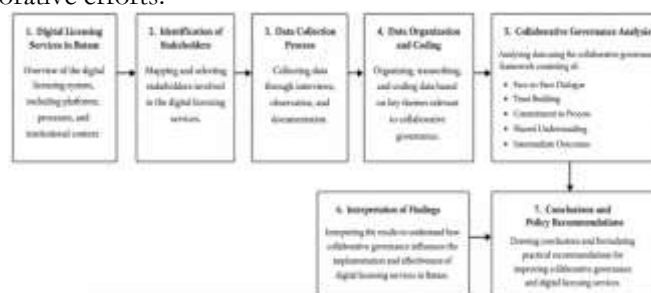 orative efforts.
1. Digital Licensing
Services in Batam
Overview of the digital
licensing system,
including platforms,
processes, and
institutional context
2. Identification of
Stakeholders
Mapping and selecting
stakeholders involved
in the digital licensing
services.
3. Data Collection
Process
Collecting data
through interviews,
observation, and
documentation.
4. Data Organization
and Coding
Organizing, transcribing,
and coding data based
on key themes relevant
to collaborative
governance.
5. Collaborative Governance Analysis
Analyzing data using the collaborative governance
framework consisting of:
• Face-to-Face Dialogue
• Trust Building
• Commitment to Process
• Shared Understanding
• Intermediate Outcomes
6. Interpretation of Findings
Interpreting the results to understand how
collaborative governance influences the
implementation and effectiveness of
digital licensing services in Batam.
7. Conclusions and
Policy Recommendations
Drawing conclusions and formulating
practical recommendations for
improving collaborative governance
and digital licensing services.